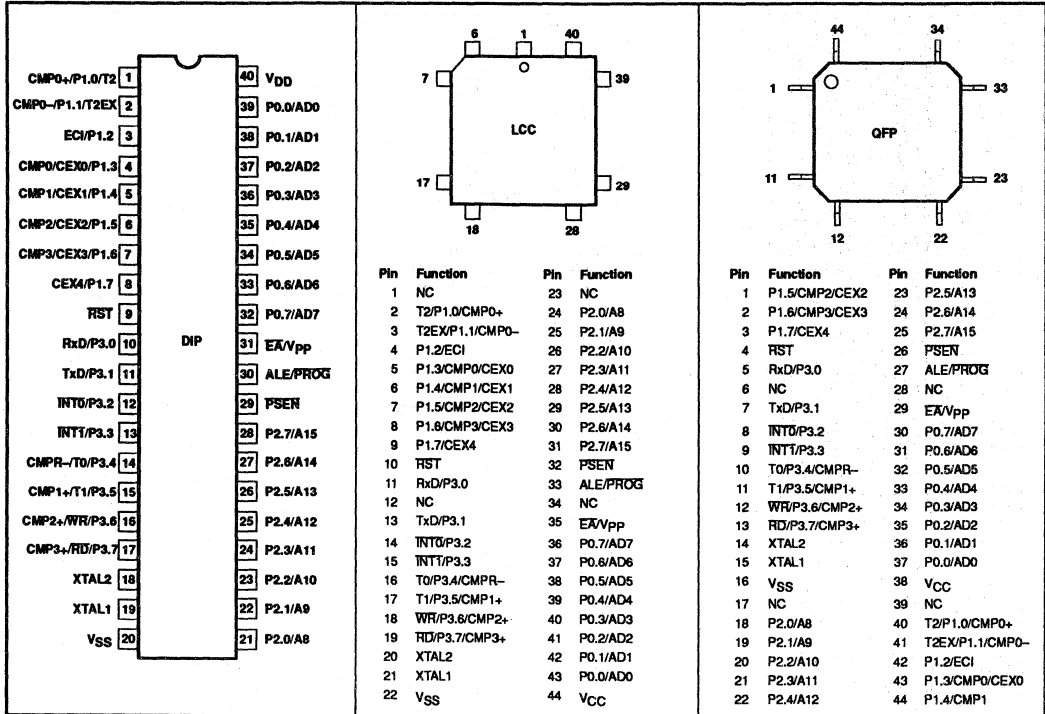 CMP0+/P1.0/T2 1 40 VDD
CMP0–/P1.1/T2EX 2 39 P0.0/AD0
ECI/P1.2 3 38 P0.1/AD1
CMP0/CEX0/P1.3 4 37 P0.2/AD2
CMP1/CEX1/P1.4 5 36 P0.3/AD3
CMP2/CEX2/P1.5 6 35 P0.4/AD4
CMP3/CEX3/P1.6 7 34 P0.5/AD5
CEX4/P1.7 8 33 P0.6/AD6
RST 9 32 P0.7/AD7
RxD/P3.0 10 DIP 31 EA/VPP
TxD/P3.1 11 30 ALE/PROG
INT0/P3.2 12 29 PSEN
INT1/P3.3 13 28 P2.7/A15
CMPR–/T0/P3.4 14 27 P2.6/A14
CMP1+/T1/P3.5 15 26 P2.5/A13
CMP2+/WR/P3.6 16 25 P2.4/A12
CMP3+/RD/P3.7 17 24 P2.3/A11
XTAL2 18 23 P2.2/A10
XTAL1 19 22 P2.1/A9
VSS 20 21 P2.0/A8
6 1 40
7 39
LCC
17 29
18 28
Pin Function Pin Function
1 NC 23 NC
2 T2/P1.0/CMP0+ 24 P2.0/A8
3 T2EX/P1.1/CMP0– 25 P2.1/A9
4 P1.2/ECI 26 P2.2/A10
5 P1.3/CMP0/CEX0 27 P2.3/A11
6 P1.4/CMP1/CEX1 28 P2.4/A12
7 P1.5/CMP2/CEX2 29 P2.5/A13
8 P1.6/CMP3/CEX3 30 P2.6/A14
9 P1.7/CEX4 31 P2.7/A15
10 RST 32 PSEN
11 RxD/P3.0 33 ALE/PROG
12 NC 34 NC
13 TxD/P3.1 35 EA/VPP
14 INT0/P3.2 36 P0.7/AD7
15 INT1/P3.3 37 P0.6/AD6
16 T0/P3.4/CMPR– 38 P0.5/AD5
17 T1/P3.5/CMP1+ 39 P0.4/AD4
18 WR/P3.6/CMP2+ 40 P0.3/AD3
19 RD/P3.7/CMP3+ 41 P0.2/AD2
20 XTAL2 42 P0.1/AD1
21 XTAL1 43 P0.0/AD0
22 VSS 44 VCC
44 34
1 33
QFP
11 23
12 22
Pin Function Pin Function
1 P1.5/CMP2/CEX2 23 P2.5/A13
2 P1.6/CMP3/CEX3 24 P2.6/A14
3 P1.7/CEX4 25 P2.7/A15
4 RST 26 PSEN
5 RxD/P3.0 27 ALE/PROG
6 NC 28 NC
7 TxD/P3.1 29 EA/VPP
8 INT0/P3.2 30 P0.7/AD7
9 INT1/P3.3 31 P0.6/AD6
10 T0/P3.4/CMPR– 32 P0.5/AD5
11 T1/P3.5/CMP1+ 33 P0.4/AD4
12 WR/P3.6/CMP2+ 34 P0.3/AD3
13 RD/P3.7/CMP3+ 35 P0.2/AD2
14 XTAL2 36 P0.1/AD1
15 XTAL1 37 P0.0/AD0
16 VSS 38 VCC
17 NC 39 NC
18 P2.0/A8 40 T2/P1.0/CMP0+
19 P2.1/A9 41 T2EX/P1.1/CMP0–
20 P2.2/A10 42 P1.2/ECI
21 P2.3/A11 43 P1.3/CMP0/CEX0
22 P2.4/A12 44 P1.4/CMP1